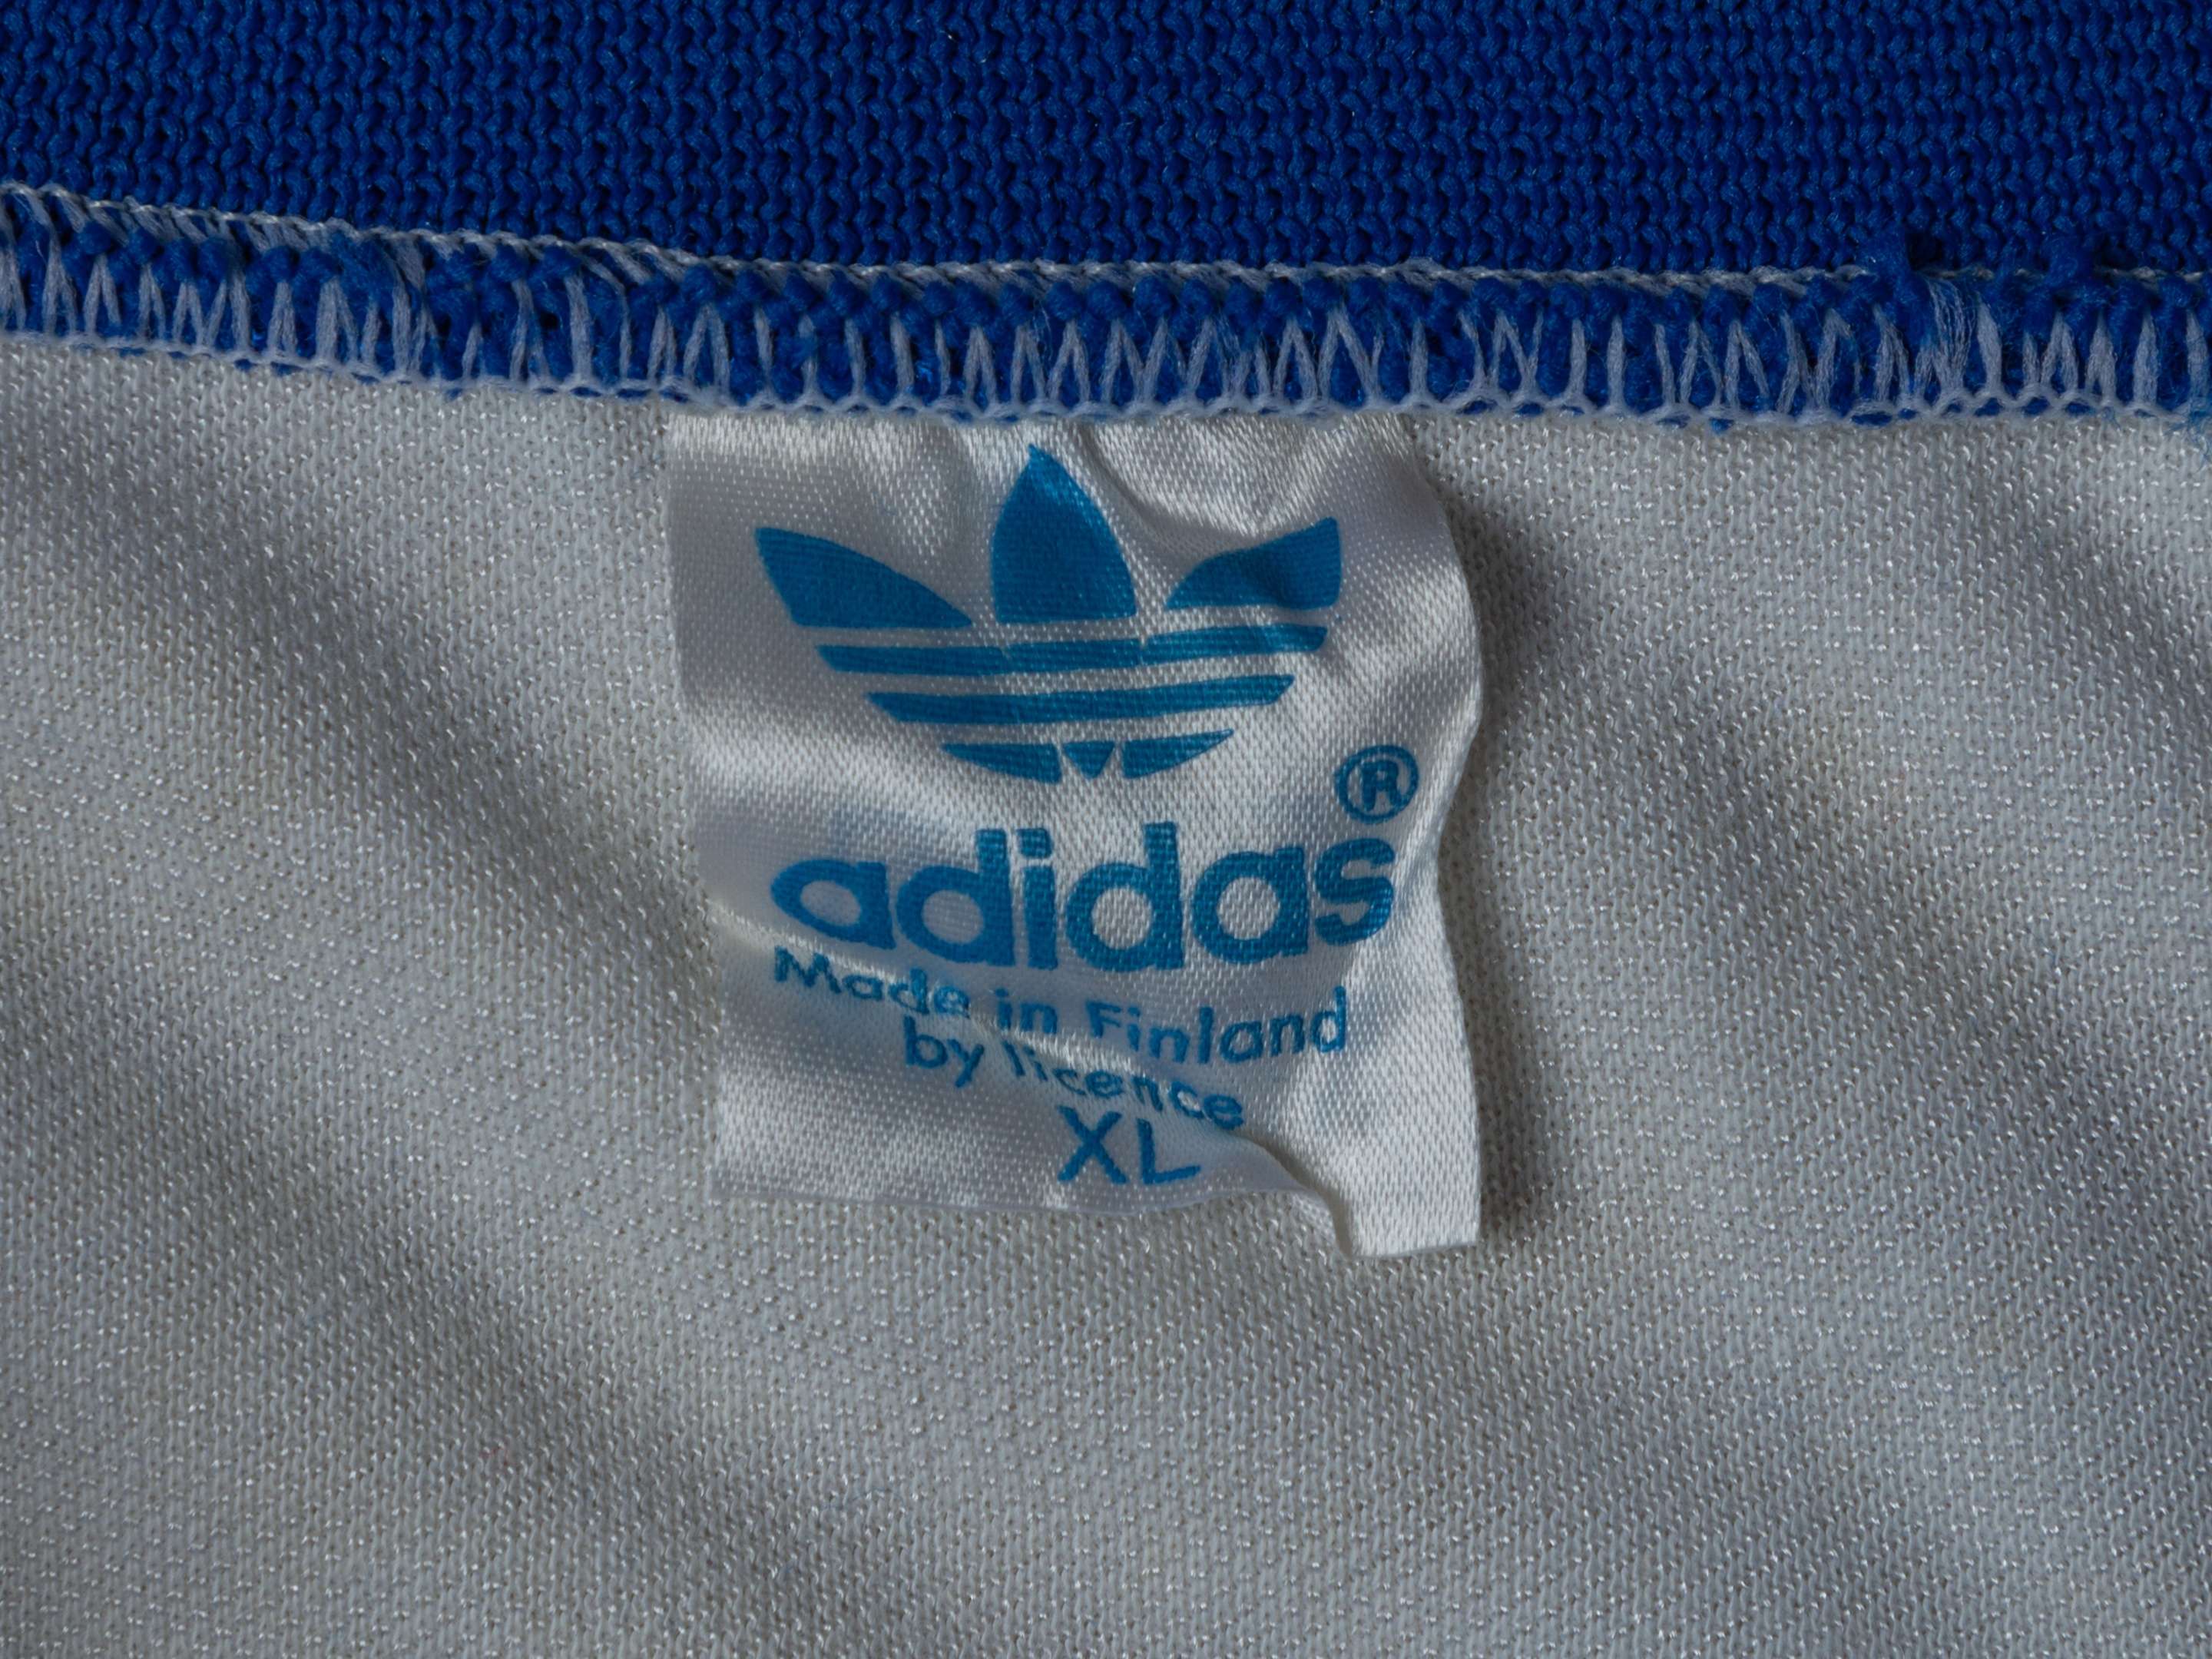 ®
adidas
Made in Finland
by licence
XL